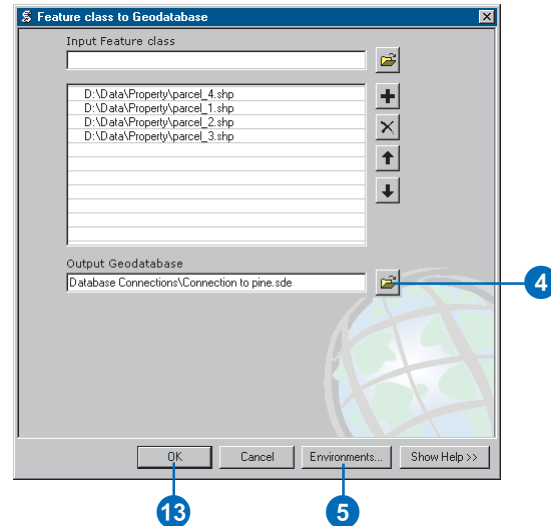 Feature class to Geodatabase
Input Feature class
D:\Data\Property\parcel_4.shp
D:\Data\Property\parcel_1.shp
D:\Data\Property\parcel_2.shp
D:\Data\Property\parcel_3.shp
Output Geodatabase
Database Connections\Connection to pine.sde
4
OK Cancel Environments... Show Help >>
13 5